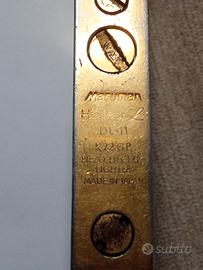 Maruman
DL-11
K22 GP
PIEZO ELECTRIC
LIGHTER
MADE IN JAPAN
subito